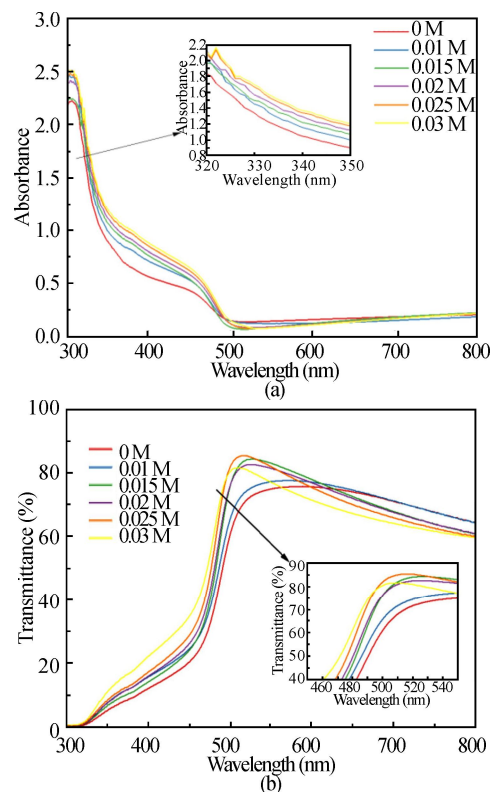 (a)
3.0
2.5
2.0
1.5
1.0
0.5
0.0
Absorbance
300 400 500 600 700 800
Wavelength (nm)
0 M
0.01 M
0.015 M
0.02 M
0.025 M
0.03 M
2.2
2.0
1.8
1.6
1.4
1.2
1.0
0.8
Absorbance
320 330 340 350
Wavelength (nm)
(a)
100
80
60
40
20
0
Transmittance (%)
0 M
0.01 M
0.015 M
0.02 M
0.025 M
0.03 M
90
80
70
60
50
40
Transmittance (%)
460 480 500 520 540
Wavelength (nm)
300 400 500 600 700 800
Wavelength (nm)
(b)